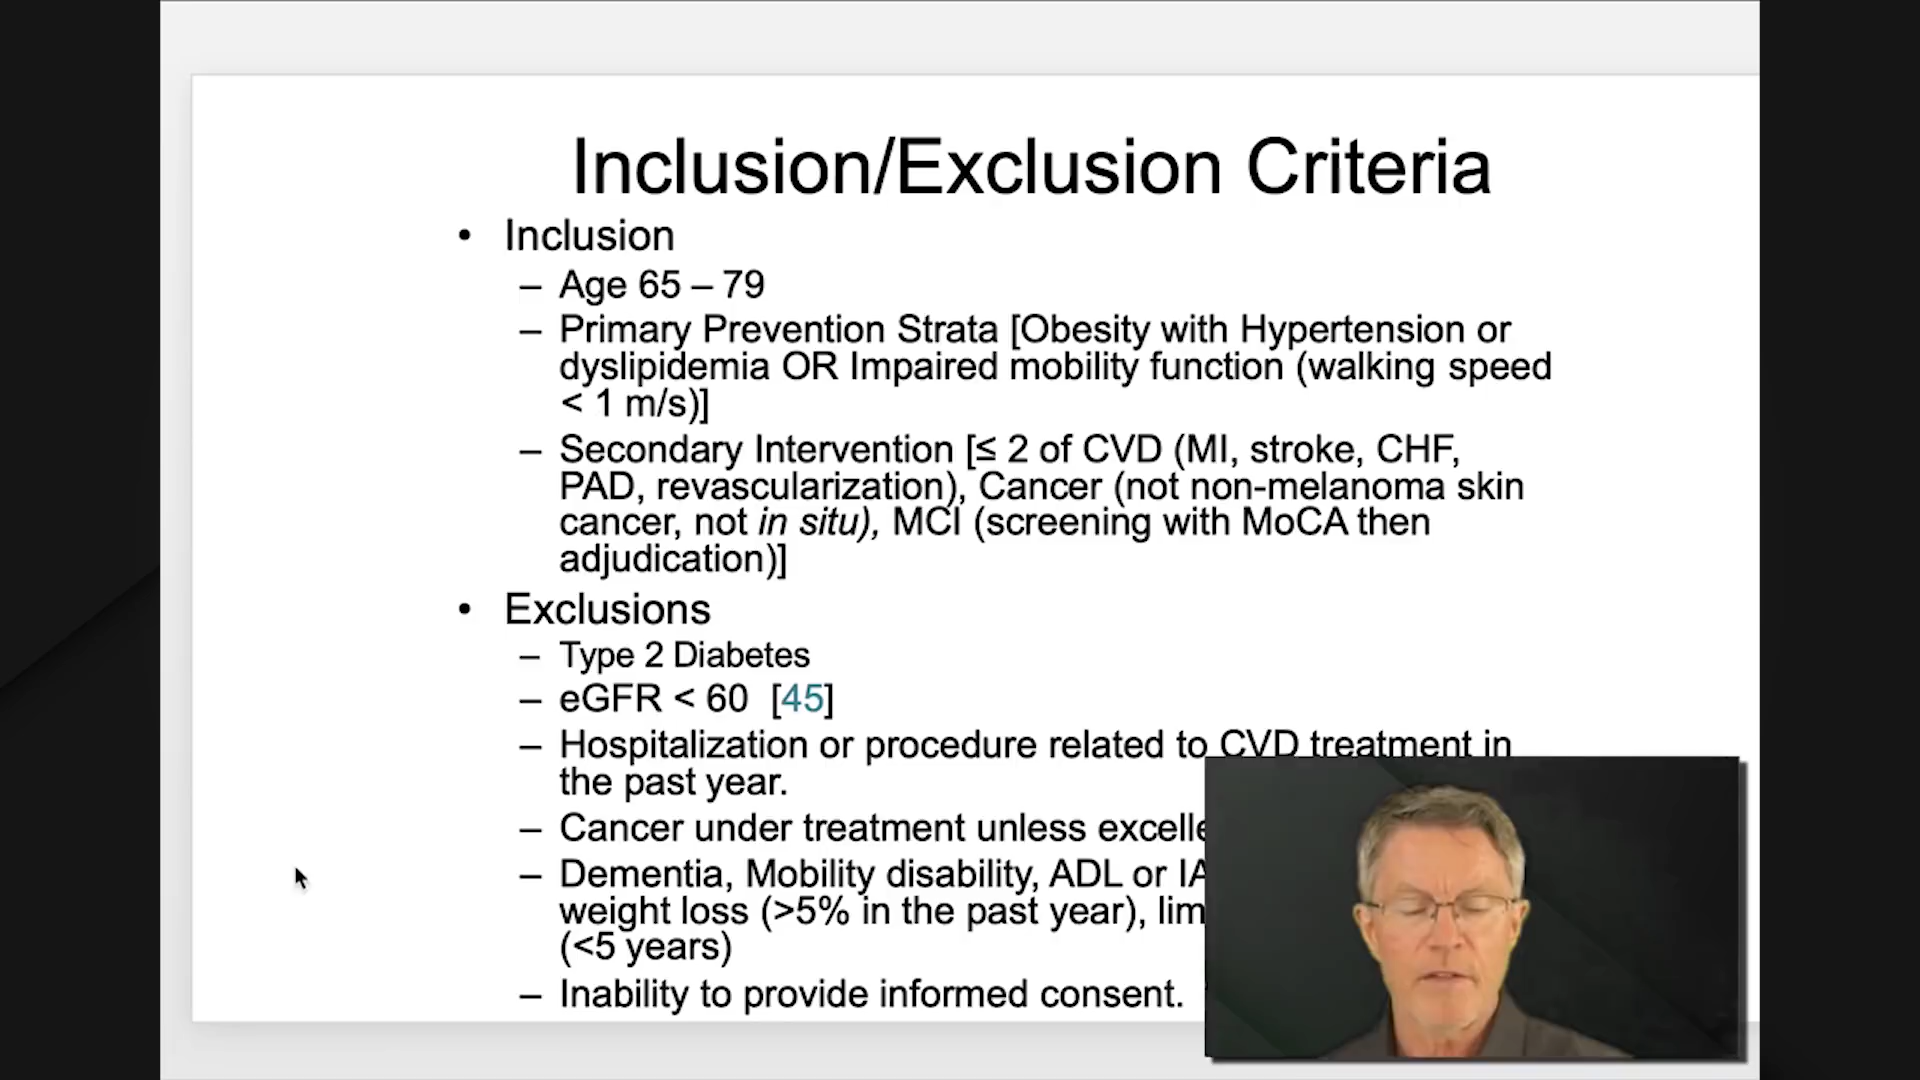 Inclusion/Exclusion Criteria
• Inclusion
– Age 65 – 79
– Primary Prevention Strata [Obesity with Hypertension or
dyslipidemia OR Impaired mobility function (walking speed
< 1 m/s)]
– Secondary Intervention [≤ 2 of CVD (MI, stroke, CHF,
PAD, revascularization), Cancer (not non-melanoma skin
cancer, not in situ), MCI (screening with MoCA then
adjudication)]
• Exclusions
– Type 2 Diabetes
– eGFR < 60 [45]
– Hospitalization or procedure related to CVD treatment in
the past year.
– Cancer under treatment unless
– Dementia, Mobility disability, ADL or
weight loss (>5% in the past year),
(<5 years)
– Inability to provide informed consent.